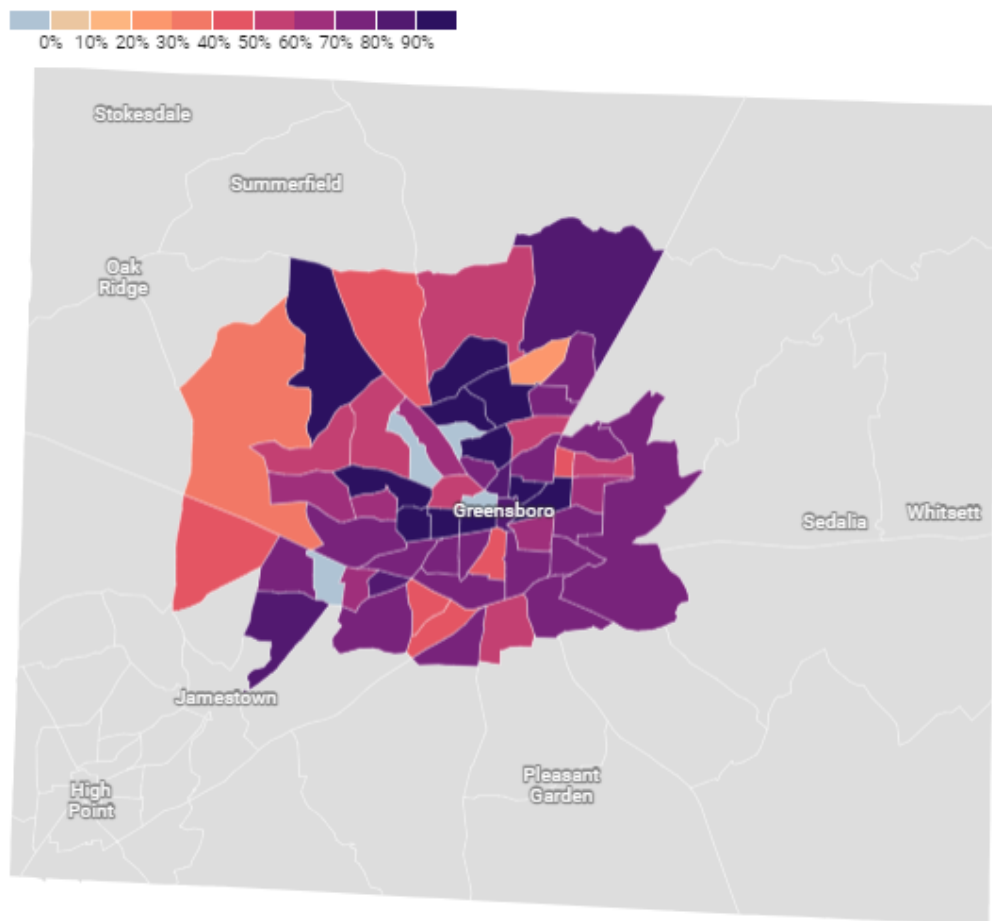 0% 10% 20% 30% 40% 50% 60% 70% 80% 90%
Stokesdale
Summerfield
Oak
Ridge
Greensboro
Sedalia
Whitsett
Jamestown
Pleasant
Garden
High
Point